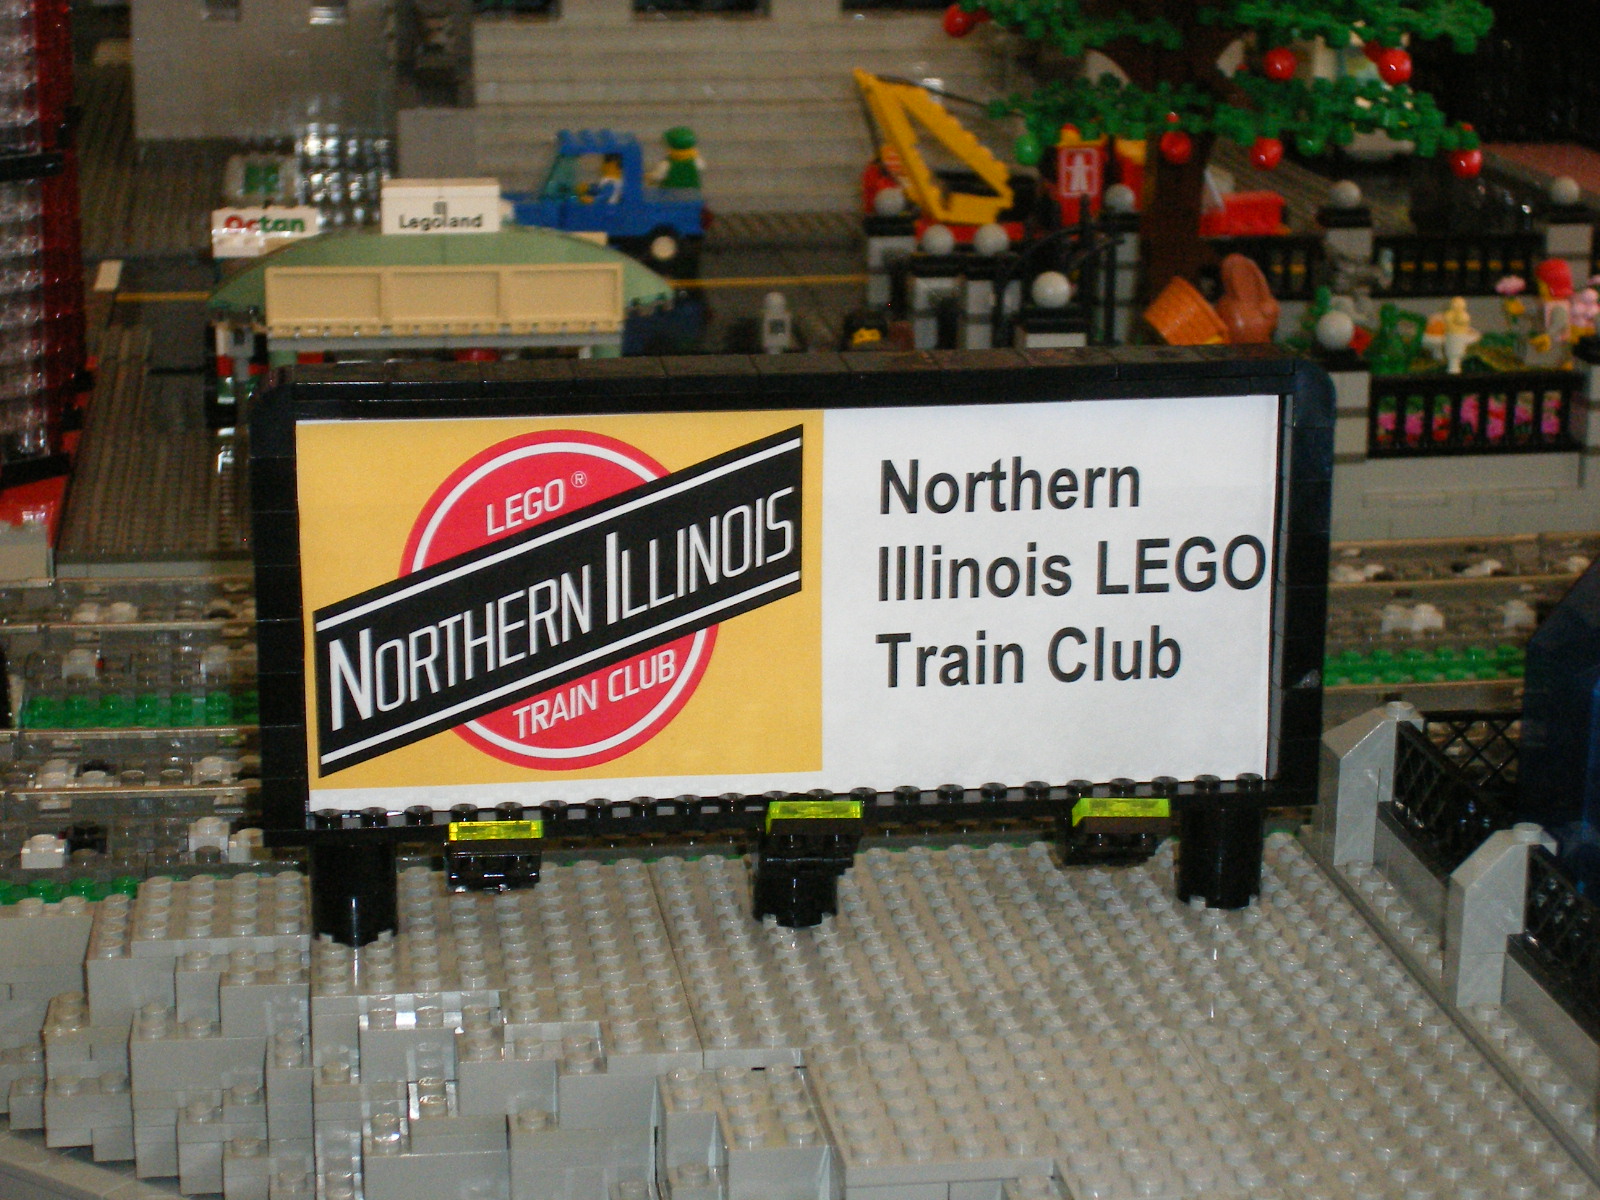 Octan
Legoland
LEGO ®
NORTHERN ILLINOIS
TRAIN CLUB
Northern
Illinois LEGO
Train Club